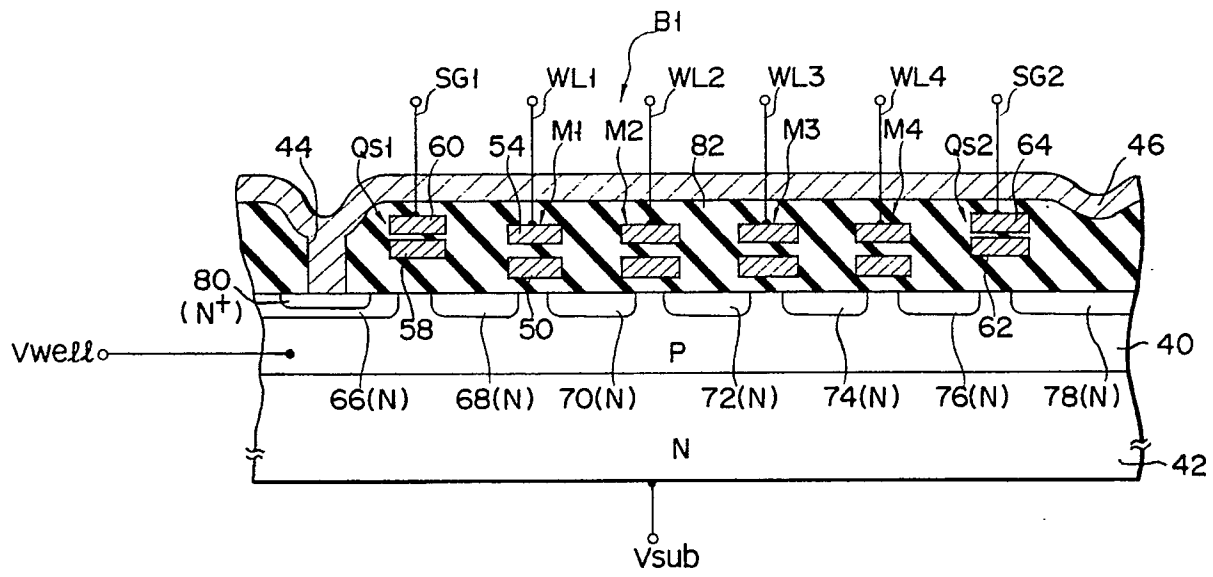 B1
SG1 WL1 WL2 WL3 WL4 SG2
QS1 60 54 M1 M2 82 M3 M4 QS2 64 46
44
80
(N+)
58 50 62
Vwell P 40
66(N) 68(N) 70(N) 72(N) 74(N) 76(N) 78(N)
N 42
Vsub